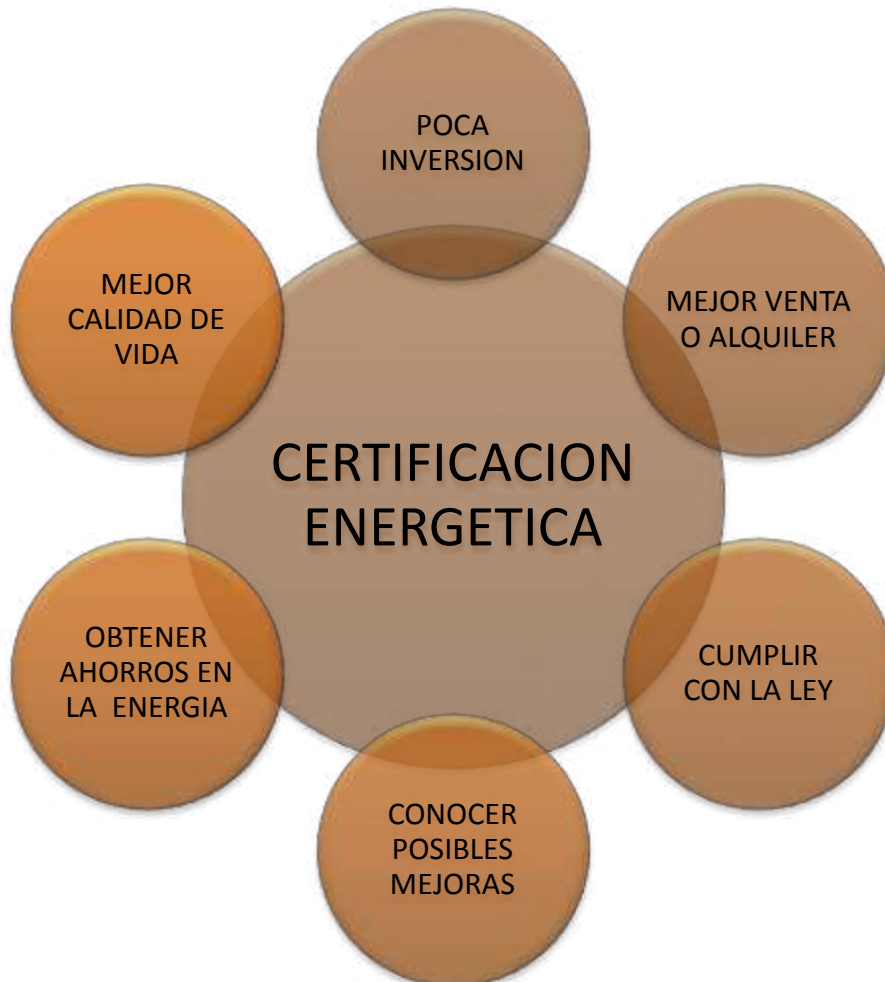 POCA
INVERSION
MEJOR VENTA
O ALQUILER
CUMPLIR
CON LA LEY
CONOCER
POSIBLES
MEJORAS
OBTENER
AHORROS EN
LA ENERGIA
MEJOR
CALIDAD DE
VIDA
CERTIFICACION
ENERGETICA